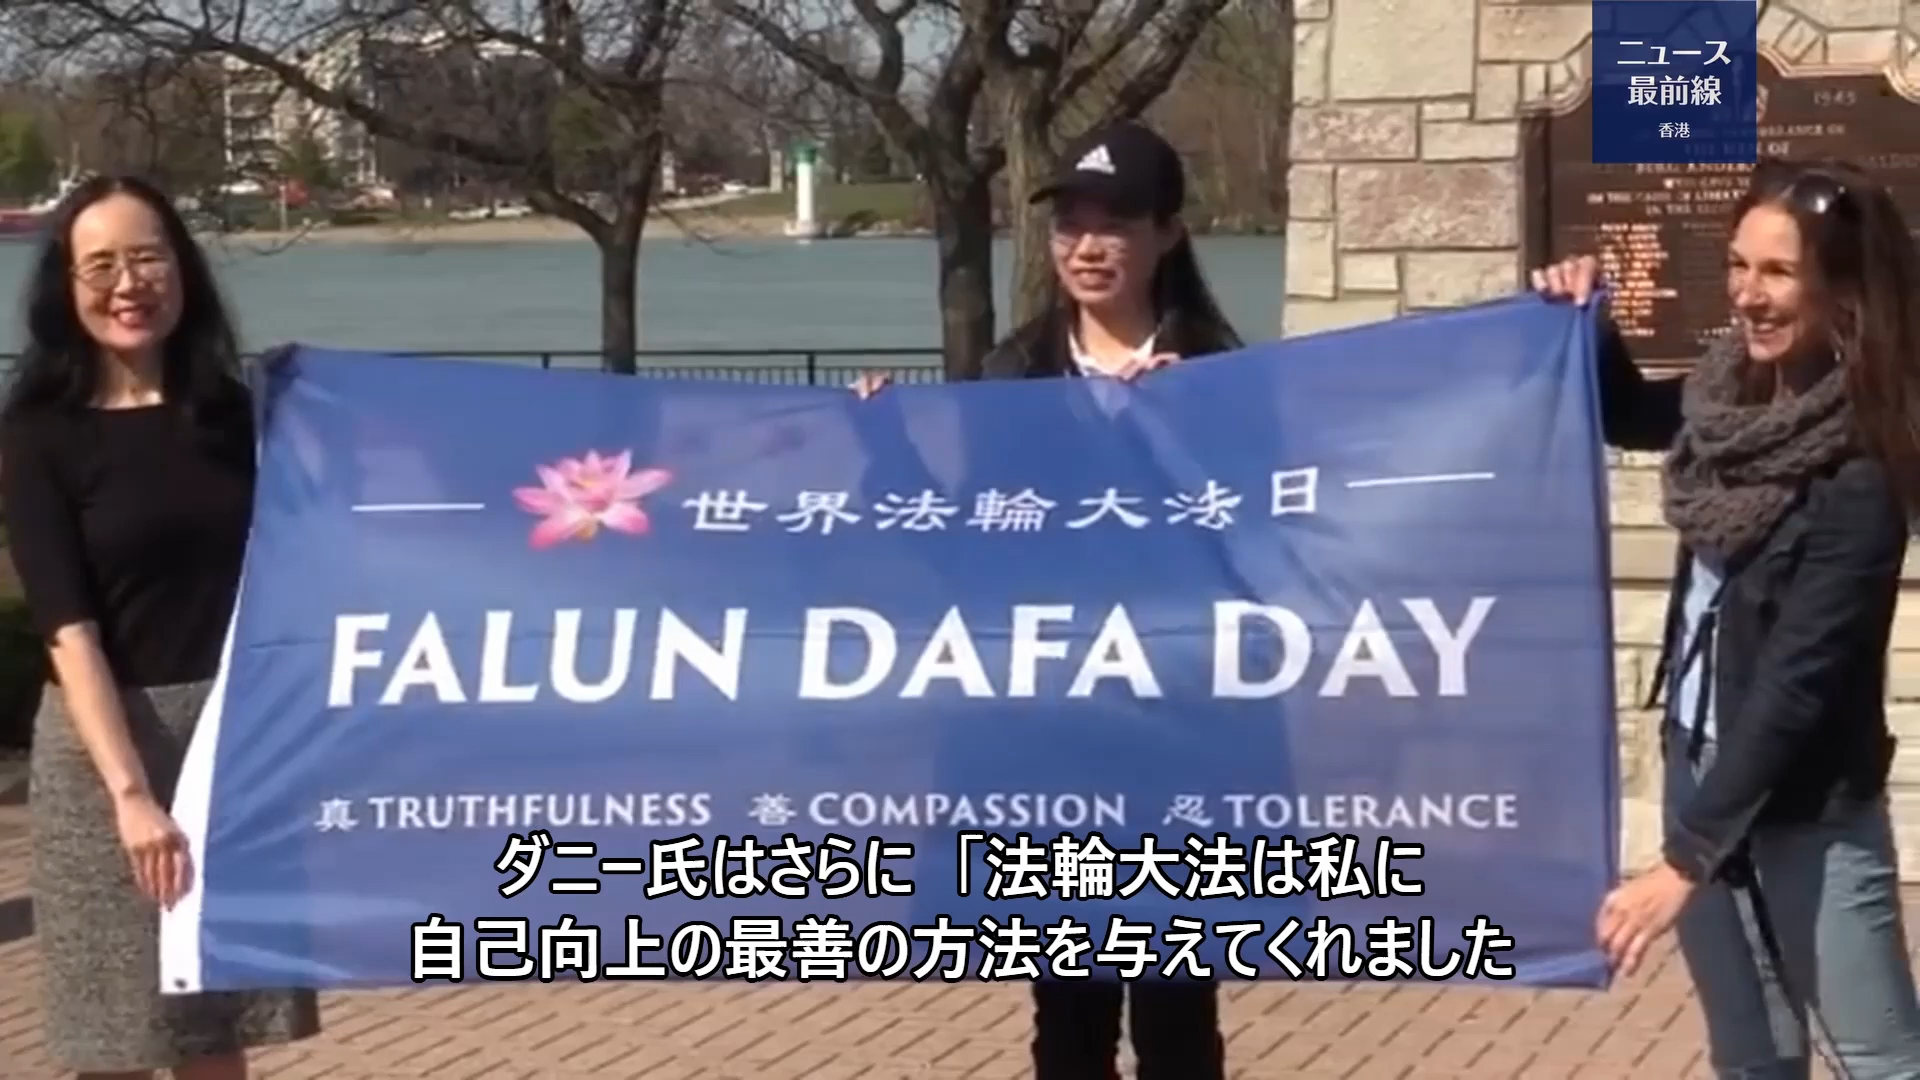 ニュース
最前線
香港
1945
THE MEN OF
世界法輪大法日
FALUN DAFA DAY
真 TRUTHFULNESS 善 COMPASSION 忍 TOLERANCE
ダニー氏はさらに「法輪大法は私に
自己向上の最善の方法を与えてくれました